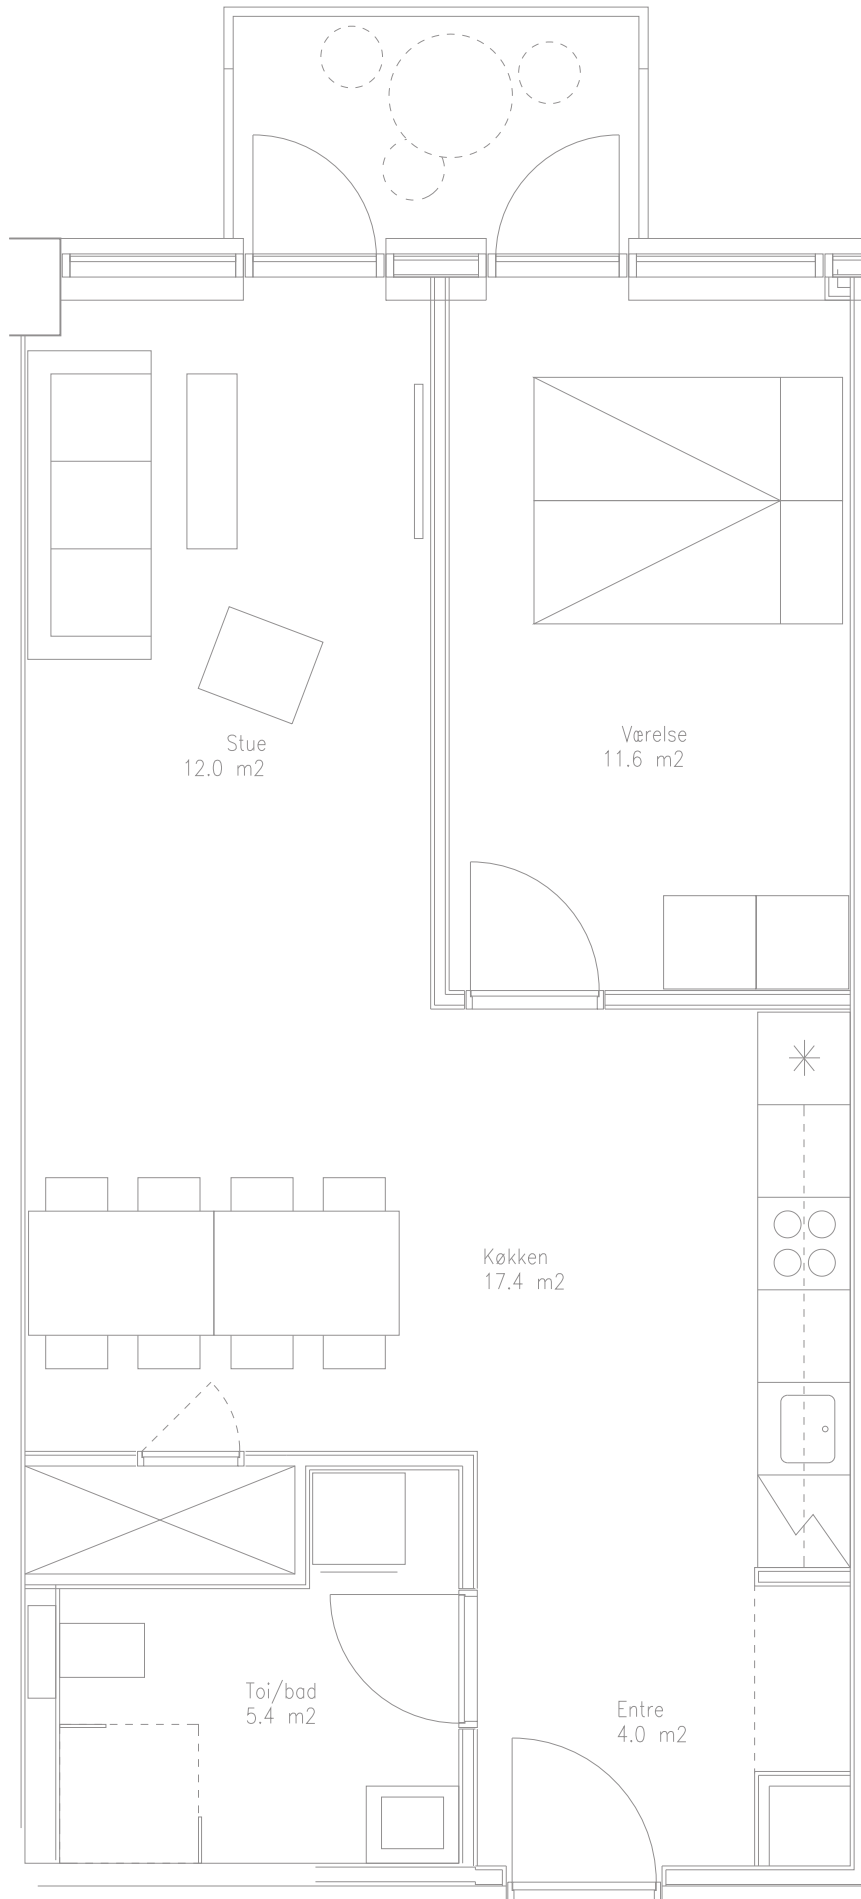 Stue
12.0 m2
Værelse
11.6 m2
Køkken
17.4 m2
Toi/bad
5.4 m2
Entre
4.0 m2